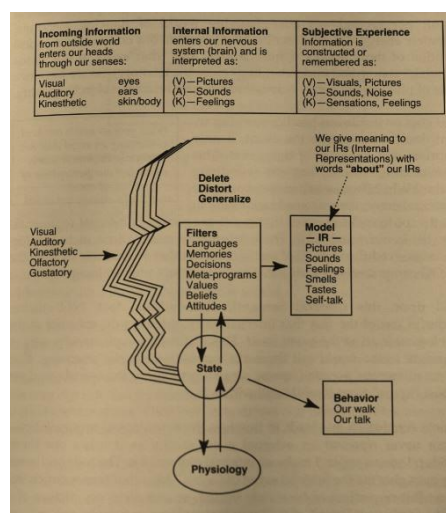 Incoming Information
from outside world
enters our heads
through our senses:
Visual eyes
Auditory ears
Kinesthetic skin/body
Internal Information
enters our nervous
system (brain) and is
interpreted as:
(V)—Pictures
(A)—Sounds
(K)—Feelings
Subjective Experience
Information is
constructed or
remembered as:
(V)—Visuals, Pictures
(A)—Sounds, Noise
(K)—Sensations, Feelings
We give meaning to
our IRs (Internal
Representations) with
words "about" our IRs
Delete
Distort
Generalize
Visual
Auditory
Kinesthetic
Olfactory
Gustatory
Filters
Languages
Memories
Decisions
Meta-programs
Values
Beliefs
Attitudes
Model
— IR —
Pictures
Sounds
Feelings
Smells
Tastes
Self-talk
State
Behavior
Our walk
Our talk
Physiology